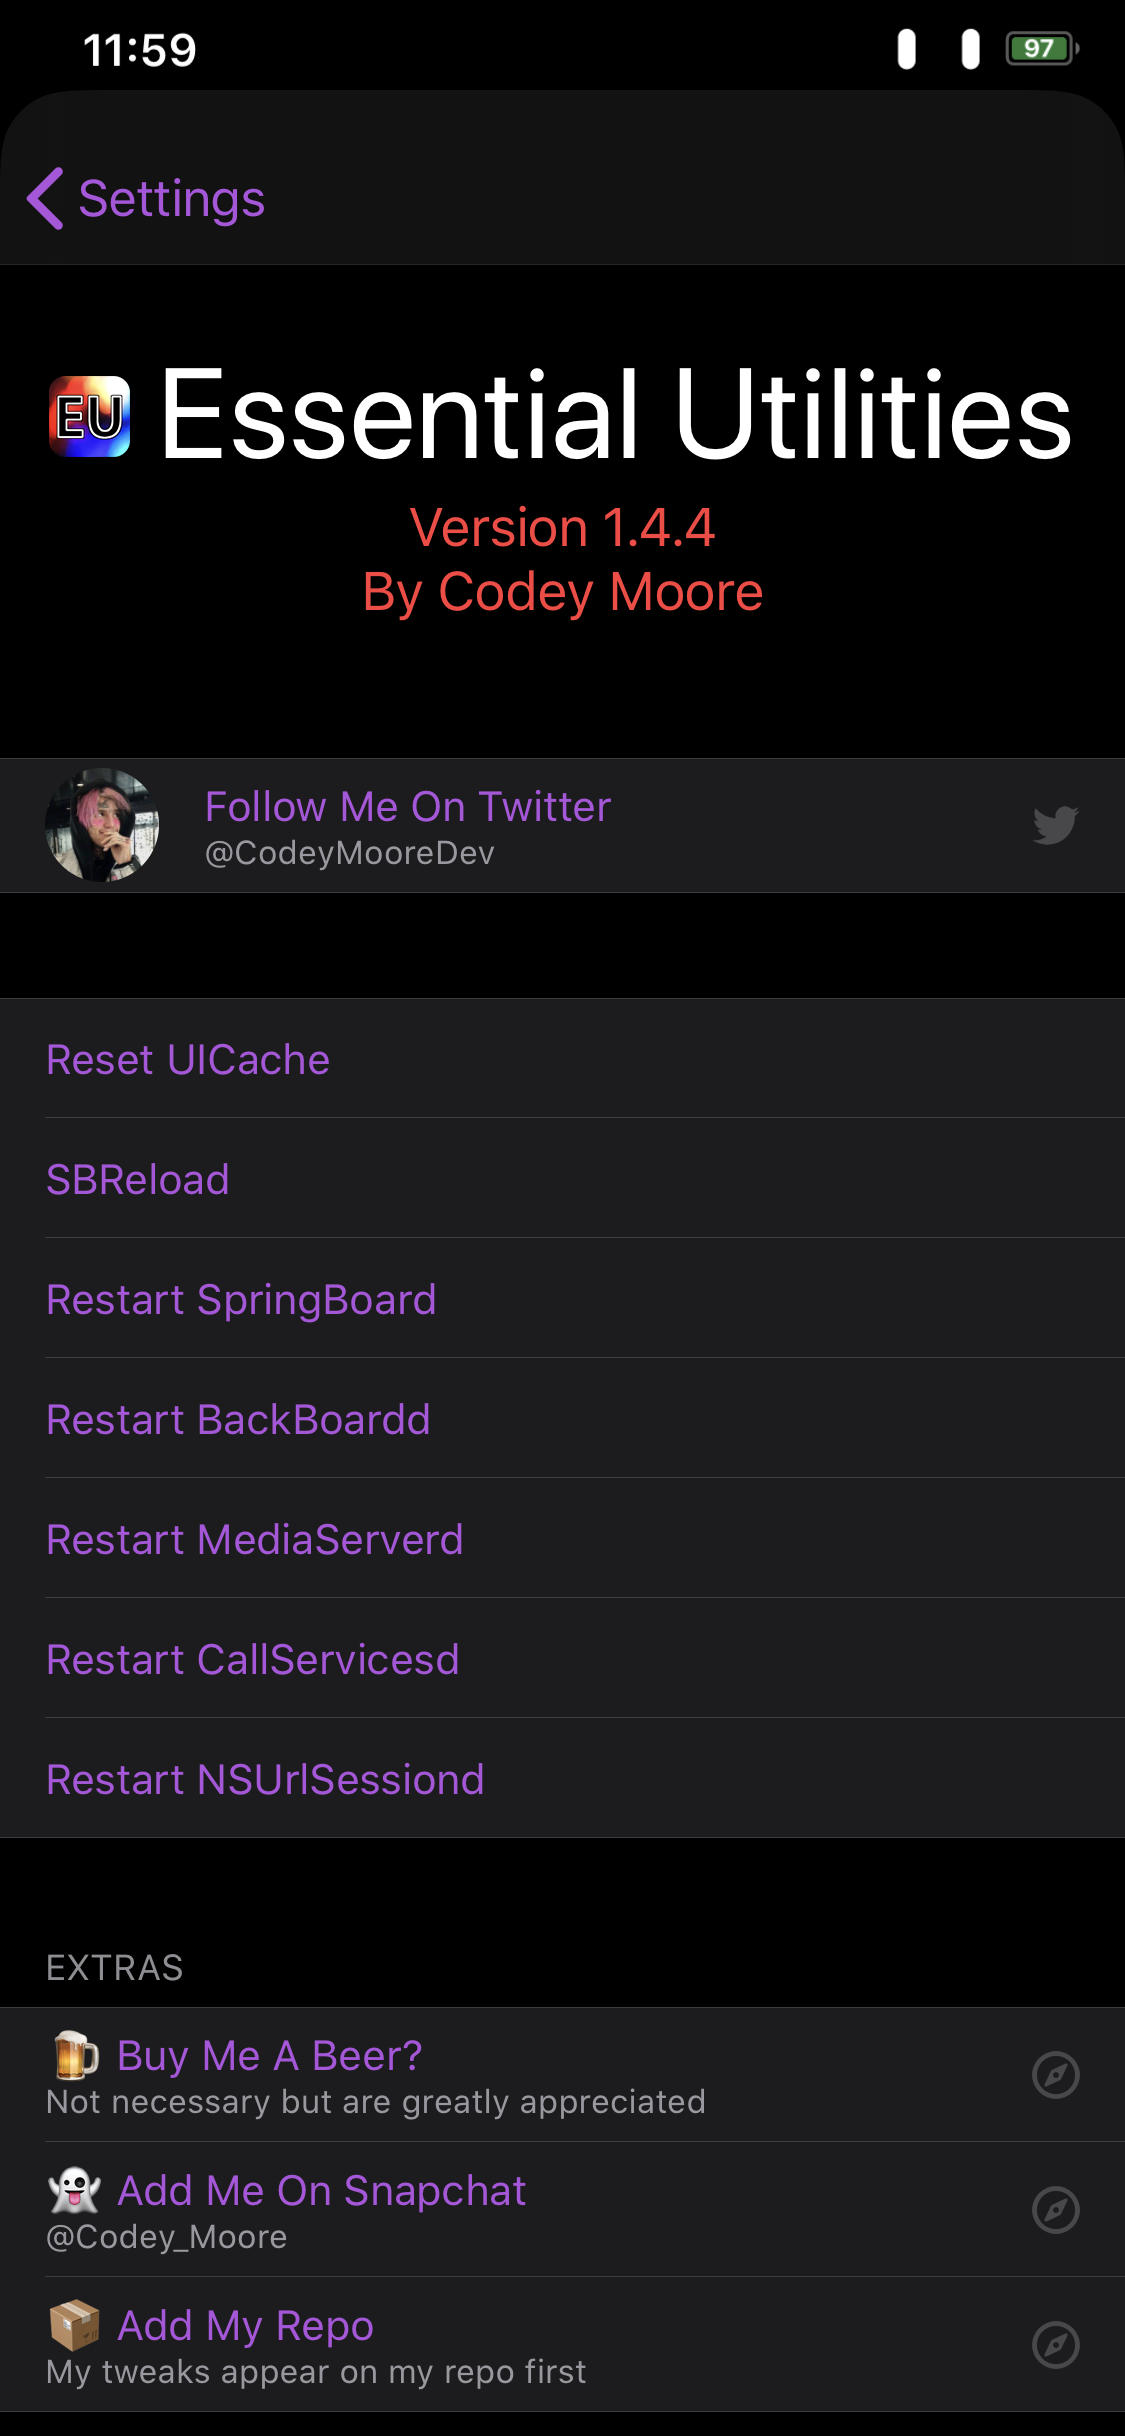 11:59
97
Settings
EU Essential Utilities
Version 1.4.4
By Codey Moore
Follow Me On Twitter
@CodeyMooreDev
Reset UICache
SBReload
Restart SpringBoard
Restart BackBoardd
Restart MediaServerd
Restart CallServicesd
Restart NSUrlSessiond
EXTRAS
Buy Me A Beer?
Not necessary but are greatly appreciated
Add Me On Snapchat
@Codey_Moore
Add My Repo
My tweaks appear on my repo first